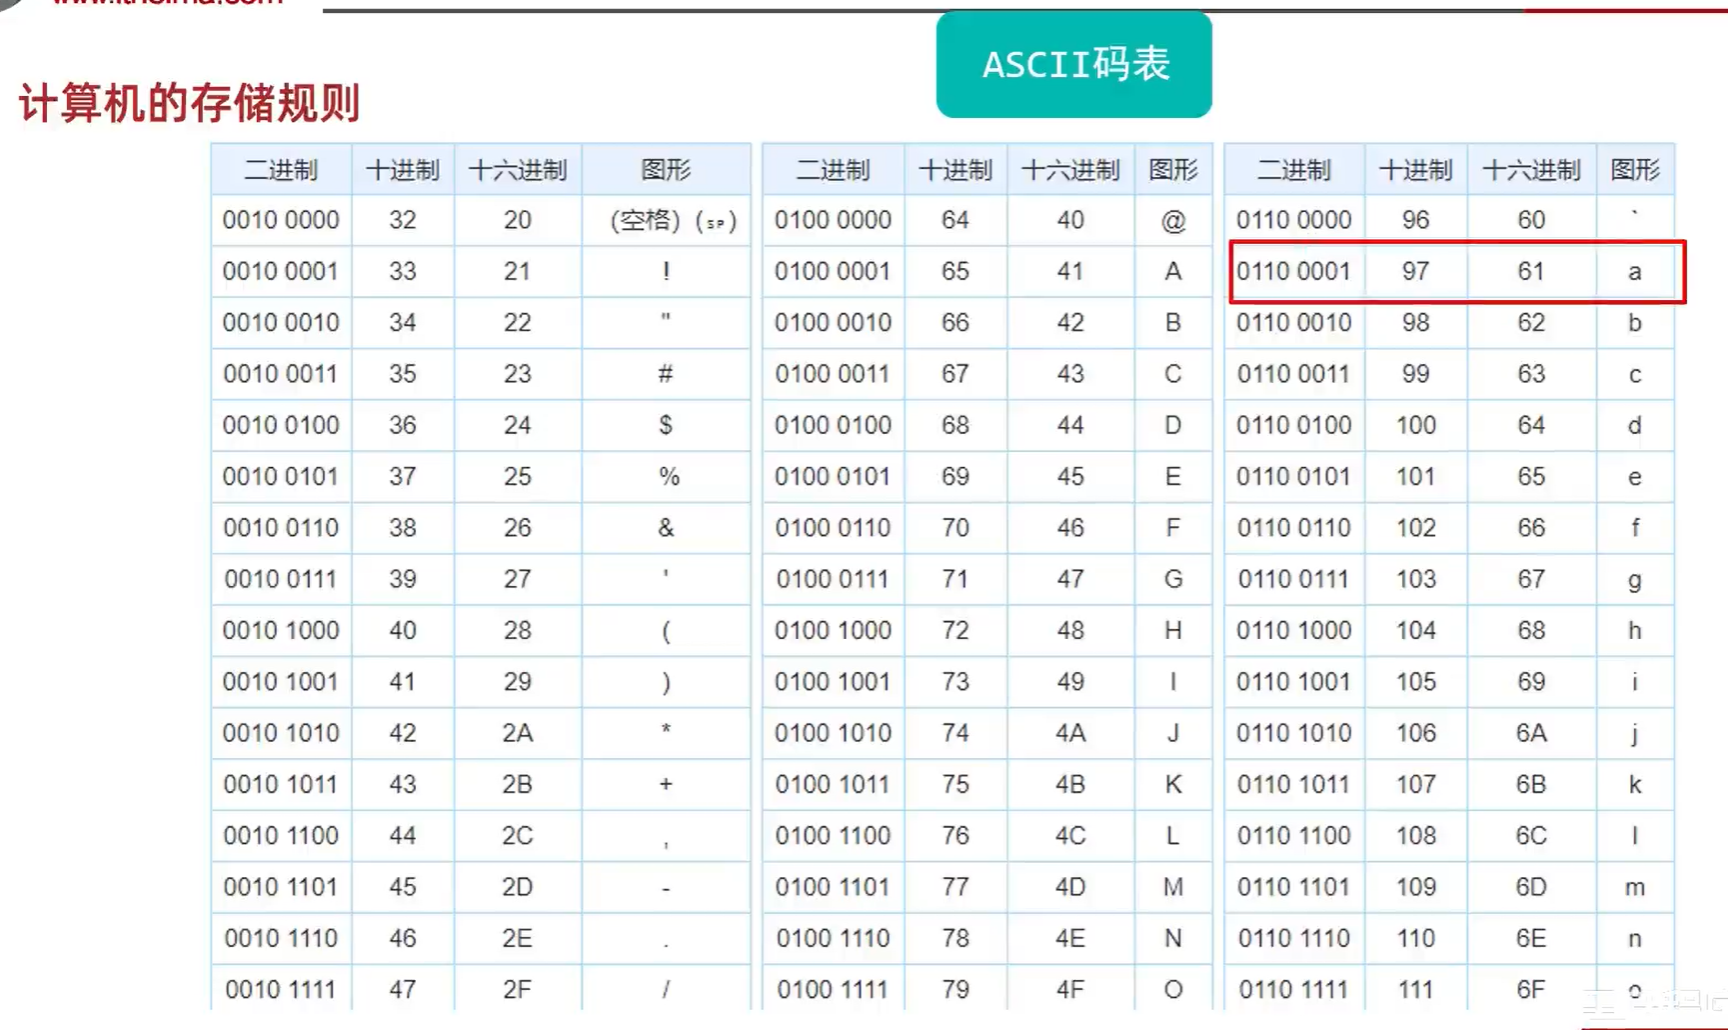 ASCII码表
计算机的存储规则
二进制 十进制 十六进制 图形 二进制 十进制 十六进制 图形 二进制 十进制 十六进制 图形
0010 0000 32 20 (空格) (SP) 0100 0000 64 40 @ 0110 0000 96 60 `
0010 0001 33 21 ! 0100 0001 65 41 A 0110 0001 97 61 a
0010 0010 34 22 " 0100 0010 66 42 B 0110 0010 98 62 b
0010 0011 35 23 # 0100 0011 67 43 C 0110 0011 99 63 c
0010 0100 36 24 $ 0100 0100 68 44 D 0110 0100 100 64 d
0010 0101 37 25 % 0100 0101 69 45 E 0110 0101 101 65 e
0010 0110 38 26 & 0100 0110 70 46 F 0110 0110 102 66 f
0010 0111 39 27 ' 0100 0111 71 47 G 0110 0111 103 67 g
0010 1000 40 28 ( 0100 1000 72 48 H 0110 1000 104 68 h
0010 1001 41 29 ) 0100 1001 73 49 I 0110 1001 105 69 i
0010 1010 42 2A * 0100 1010 74 4A J 0110 1010 106 6A j
0010 1011 43 2B + 0100 1011 75 4B K 0110 1011 107 6B k
0010 1100 44 2C , 0100 1100 76 4C L 0110 1100 108 6C l
0010 1101 45 2D - 0100 1101 77 4D M 0110 1101 109 6D m
0010 1110 46 2E . 0100 1110 78 4E N 0110 1110 110 6E n
0010 1111 47 2F / 0100 1111 79 4F O 0110 1111 111 6F o